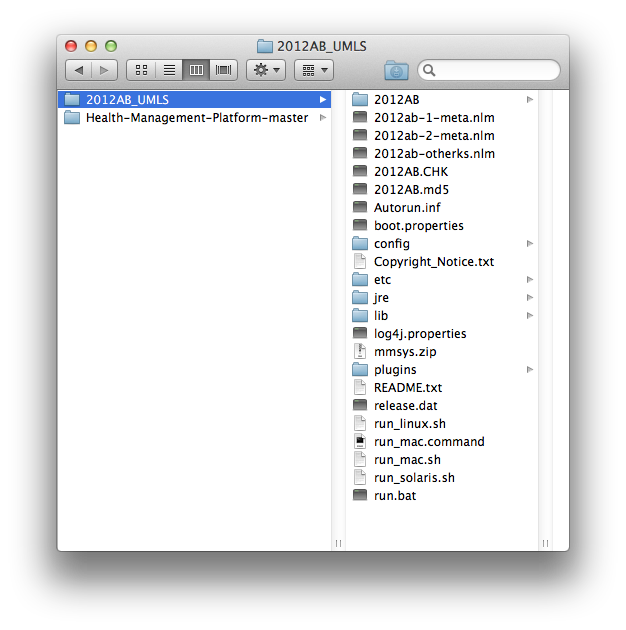 2012AB_UMLS
2012AB_UMLS
Health-Management-Platform-master
2012AB
2012ab-1-meta.nlm
2012ab-2-meta.nlm
2012ab-otherks.nlm
2012AB.CHK
2012AB.md5
Autorun.inf
boot.properties
config
Copyright_Notice.txt
etc
jre
lib
log4j.properties
mmsys.zip
plugins
README.txt
release.dat
run_linux.sh
run_mac.command
run_mac.sh
run_solaris.sh
run.bat